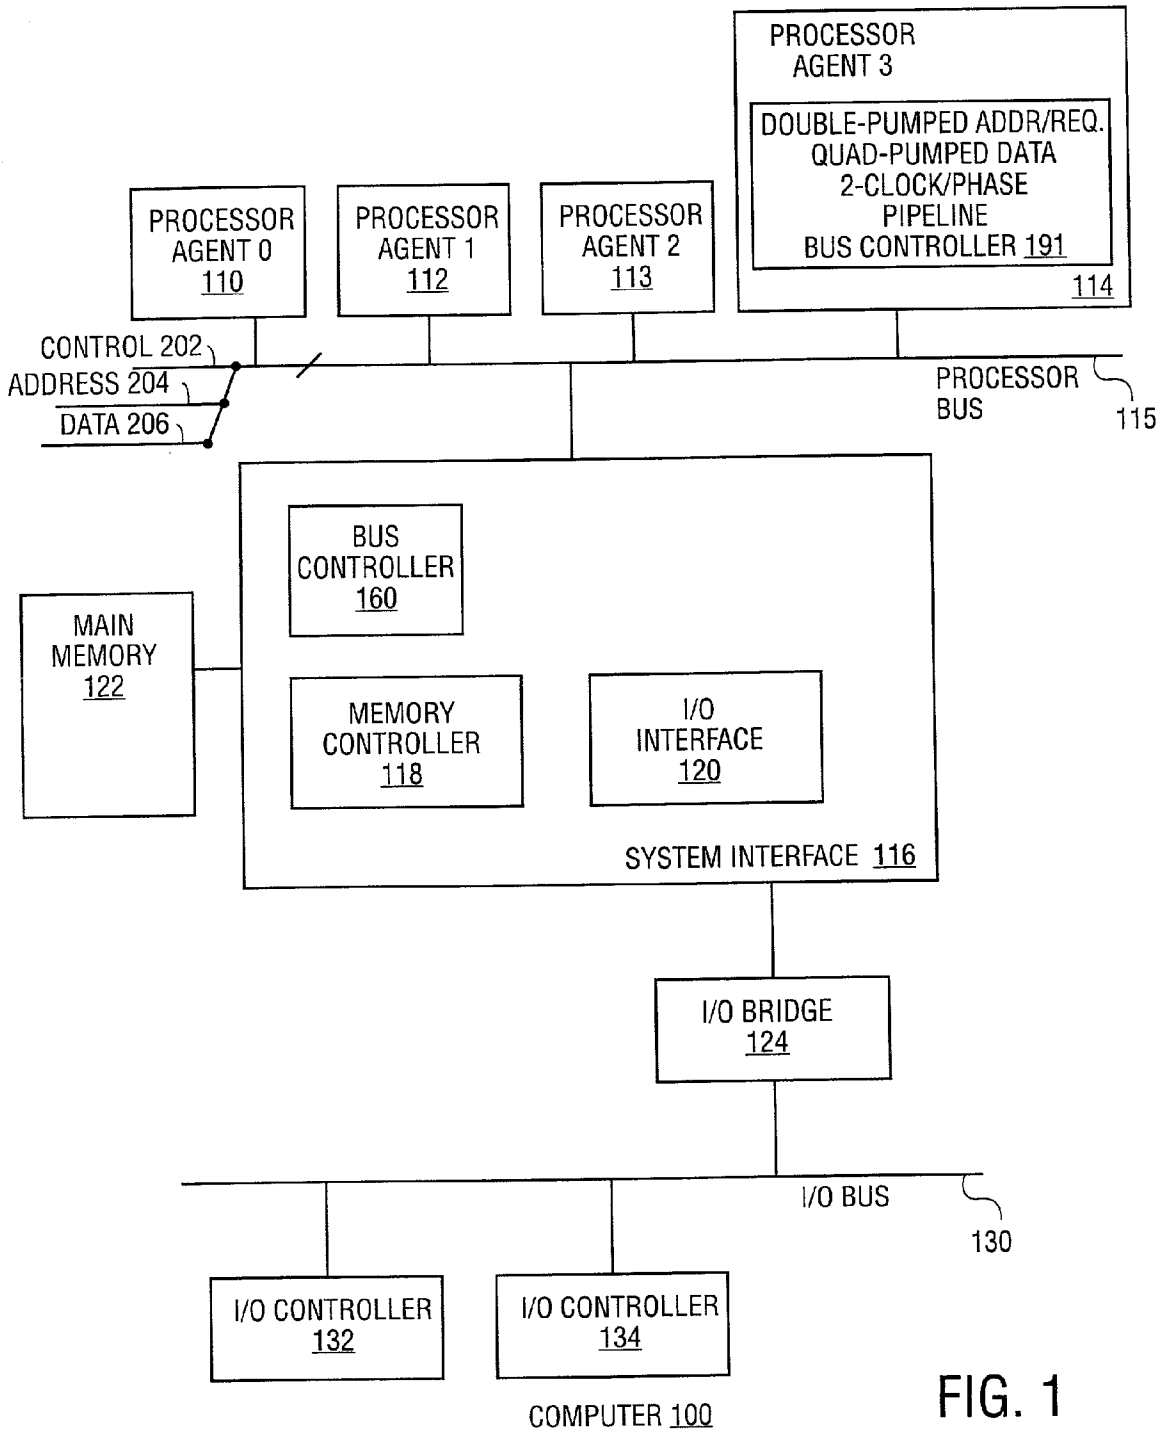 PROCESSOR
AGENT 3
DOUBLE-PUMPED ADDR/REQ.
QUAD-PUMPED DATA
2-CLOCK/PHASE
PIPELINE
BUS CONTROLLER 191
114
PROCESSOR
AGENT 0
110
PROCESSOR
AGENT 1
112
PROCESSOR
AGENT 2
113
CONTROL 202
ADDRESS 204
DATA 206
PROCESSOR
BUS
115
BUS
CONTROLLER
160
MAIN
MEMORY
122
MEMORY
CONTROLLER
118
I/O
INTERFACE
120
SYSTEM INTERFACE 116
I/O BRIDGE
124
I/O BUS
130
I/O CONTROLLER
132
I/O CONTROLLER
134
COMPUTER 100
FIG. 1